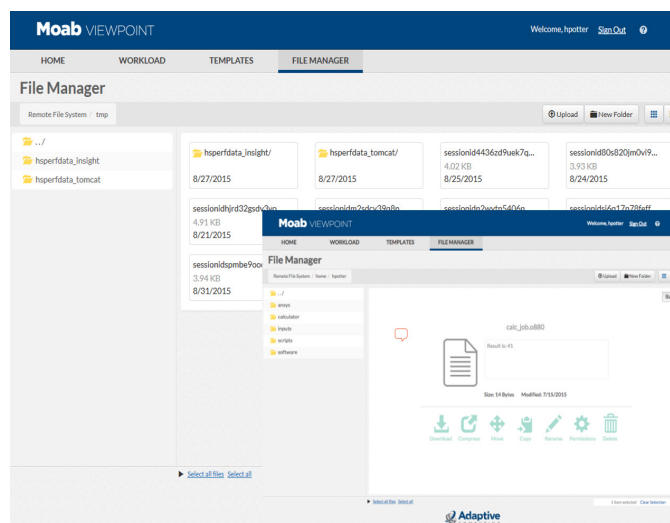 Moab VIEWPOINT
Welcome, hpotter Sign Out
HOME WORKLOAD TEMPLATES FILE MANAGER
File Manager
Remote File System / tmp
Upload New Folder
../
hsperfdata_insight
hsperfdata_tomcat
hsperfdata_insight/
8/27/2015
hsperfdata_tomcat/
8/27/2015
sessionid4436zd9uek7q...
4.02 KB
8/25/2015
sessionid80s820jm0vl9...
3.93 KB
8/24/2015
4.91 KB
8/21/2015
3.94 KB
8/31/2015
Select all files Select all
Moab VIEWPOINT
Welcome, hpotter Sign Out
HOME WORKLOAD TEMPLATES FILE MANAGER
File Manager
Remote File System / home / hpotter
Upload New Folder
../
ansys
calculator
inputs
scripts
software
calc_job.o880
Result is: 41
Size: 14 Bytes Modified: 7/15/2015
Download Compress Move Copy Rename Permissions Delete
Select all files Select all
1 item selected Clear Selection
Adaptive